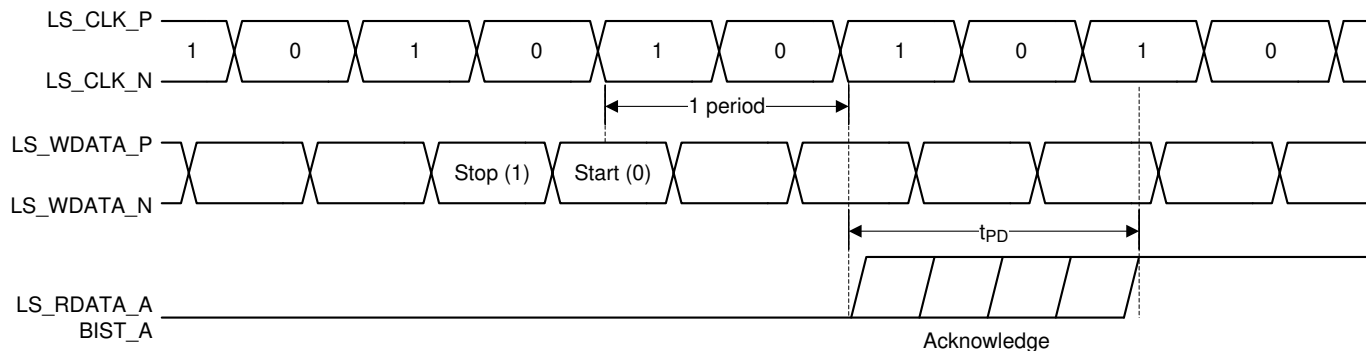 LS_CLK_P
1 0 1 0 1 0 1 0 1 0
LS_CLK_N
1 period
LS_WDATA_P
Stop (1) Start (0)
LS_WDATA_N
tPD
LS_RDATA_A
BIST_A
Acknowledge